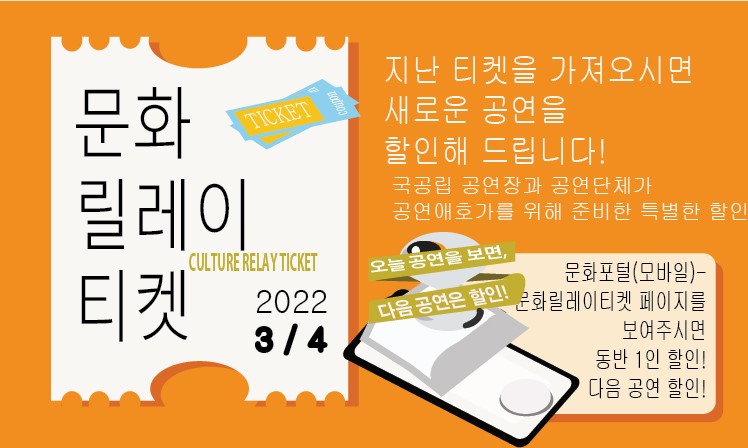 문화
릴레이
티켓
TICKET
CULTURE RELAY TICKET
2022
3 / 4
지난 티켓을 가져오시면
새로운 공연을
할인해 드립니다!
국공립 공연장과 공연단체가
공연애호가를 위해 준비한 특별한 할인
오늘 공연을 보면,
다음 공연은 할인!
문화포털(모바일)-
문화릴레이티켓 페이지를
보여주시면
동반 1인 할인!
다음 공연 할인!